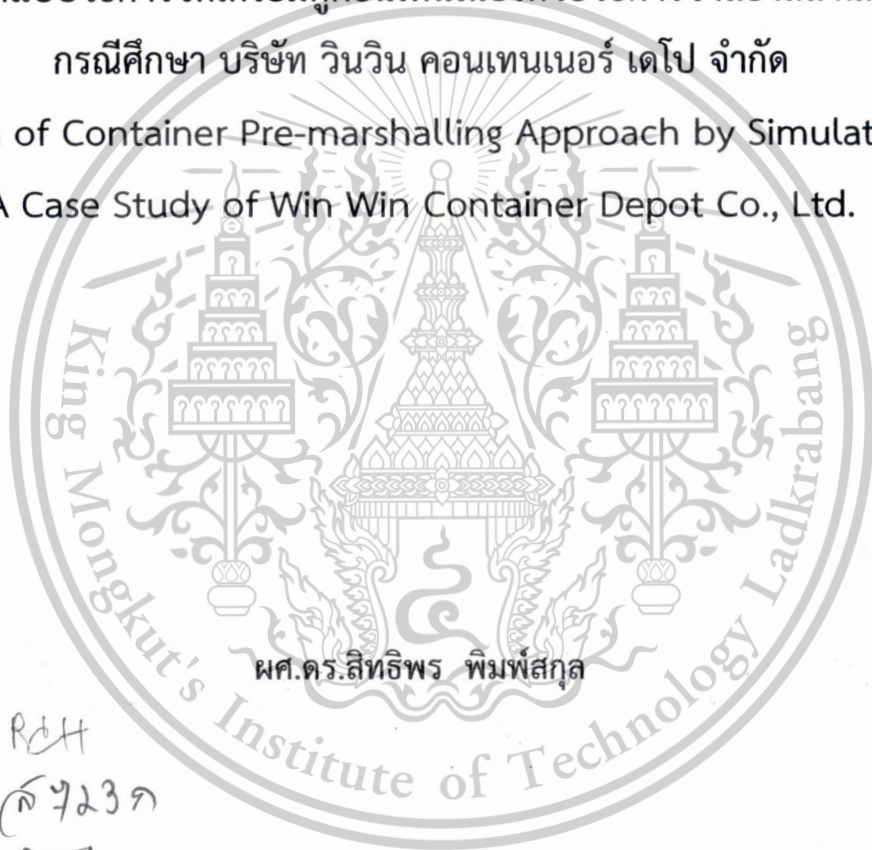 กรณีศึกษา บริษัท วินวิน คอนเทนเนอร์ เดโป จำกัด
of Container Pre-marshalling Approach by Simulat
A Case Study of Win Win Container Depot Co., Ltd.
King Mongkut's Institute of Technology Ladkrabang
ผศ.ดร.สิทธิพร พิมพ์สกุล
RCH